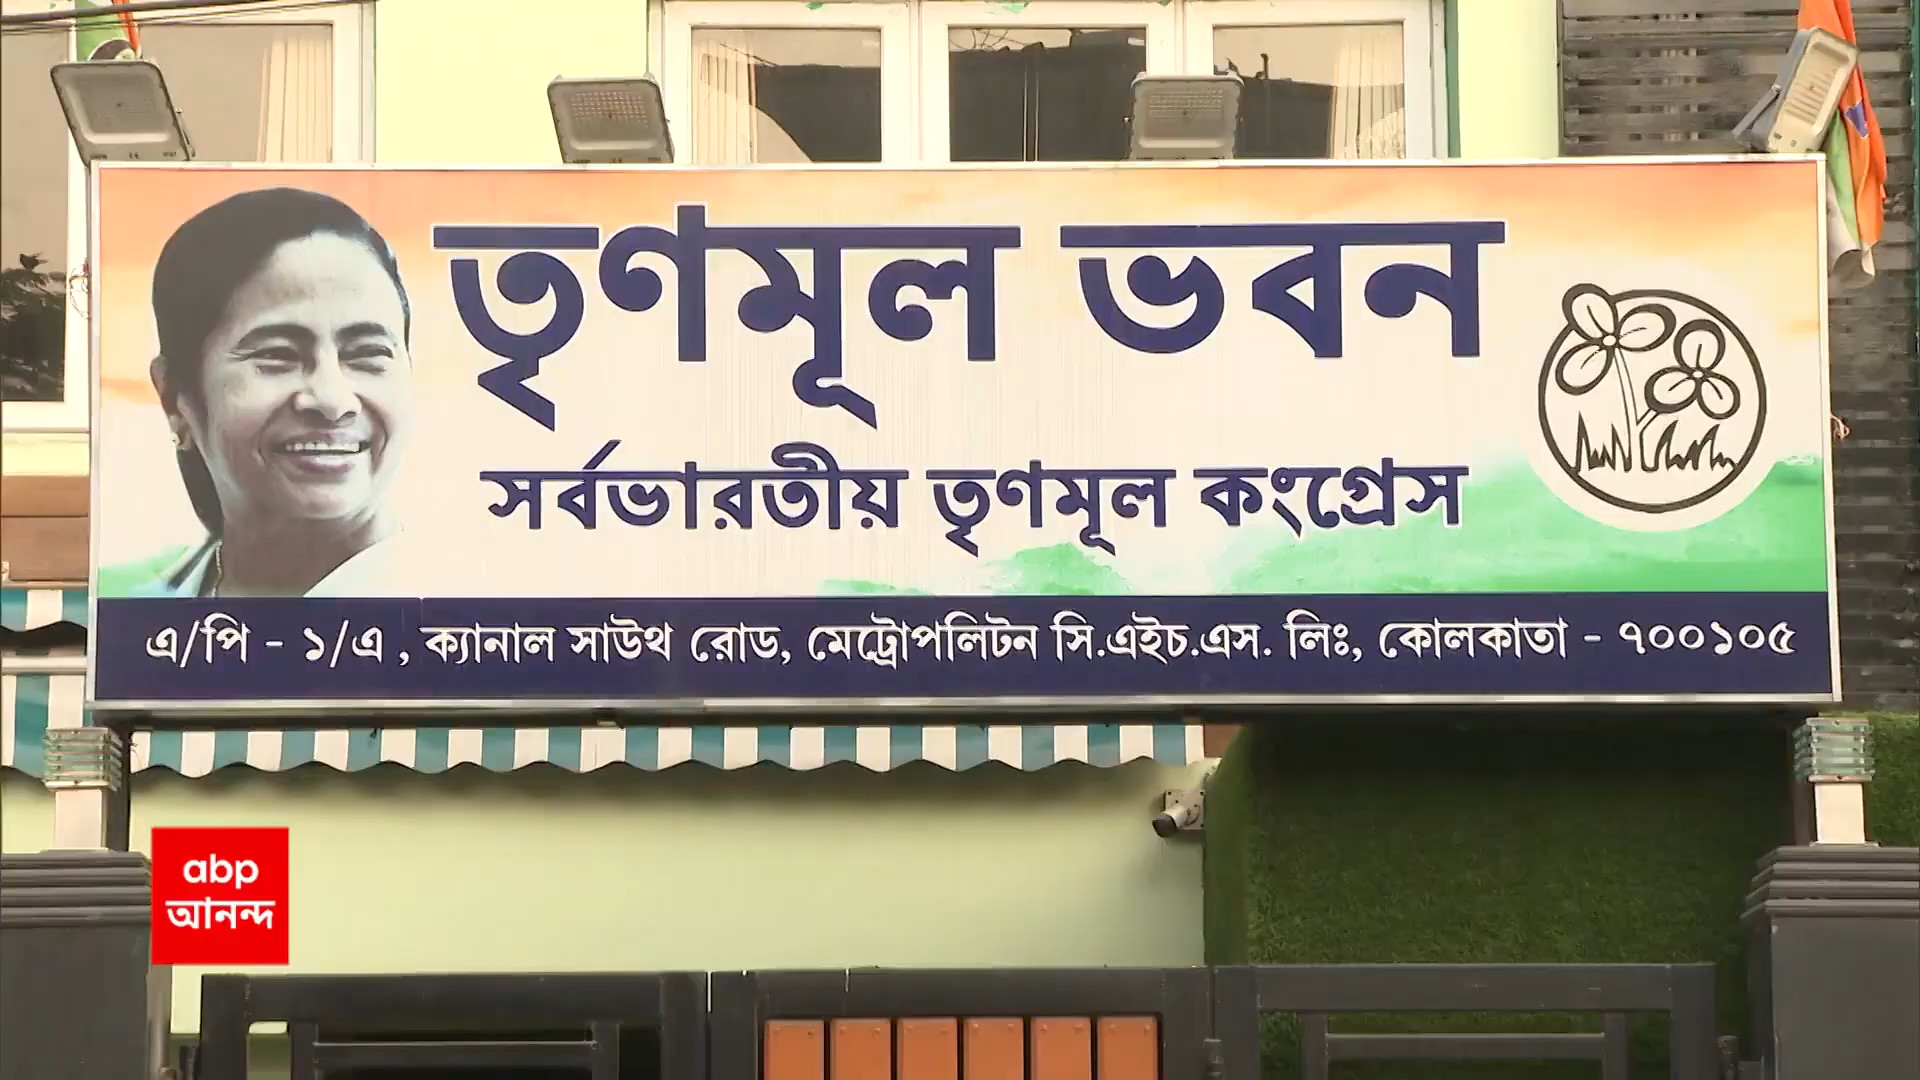 তৃণমূল ভবন
সর্বভারতীয় তৃণমূল কংগ্রেস
এ/পি - ১/এ, ক্যানাল সাউথ রোড, মেট্রোপলিটন সি.এইচ.এস. লিঃ, কোলকাতা - ৭০০১০৫
abp
আনন্দ